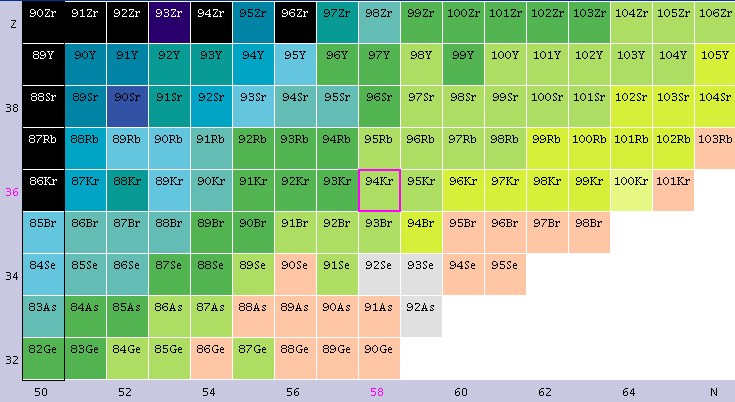 Z 90Zr 91Zr 92Zr 93Zr 94Zr 95Zr 96Zr 97Zr 98Zr 99Zr 100Zr 101Zr 102Zr 103Zr 104Zr 105Zr 106Zr
89Y 90Y 91Y 92Y 93Y 94Y 95Y 96Y 97Y 98Y 99Y 100Y 101Y 102Y 103Y 104Y 105Y
38 88Sr 89Sr 90Sr 91Sr 92Sr 93Sr 94Sr 95Sr 96Sr 97Sr 98Sr 99Sr 100Sr 101Sr 102Sr 103Sr 104Sr
87Rb 88Rb 89Rb 90Rb 91Rb 92Rb 93Rb 94Rb 95Rb 96Rb 97Rb 98Rb 99Rb 100Rb 101Rb 102Rb 103Rb
36 86Kr 87Kr 88Kr 89Kr 90Kr 91Kr 92Kr 93Kr 94Kr 95Kr 96Kr 97Kr 98Kr 99Kr 100Kr 101Kr
85Br 86Br 87Br 88Br 89Br 90Br 91Br 92Br 93Br 94Br 95Br 96Br 97Br 98Br
34 84Se 85Se 86Se 87Se 88Se 89Se 90Se 91Se 92Se 93Se 94Se 95Se
83As 84As 85As 86As 87As 88As 89As 90As 91As 92As
32 82Ge 83Ge 84Ge 85Ge 86Ge 87Ge 88Ge 89Ge 90Ge
50 52 54 56 58 60 62 64 N